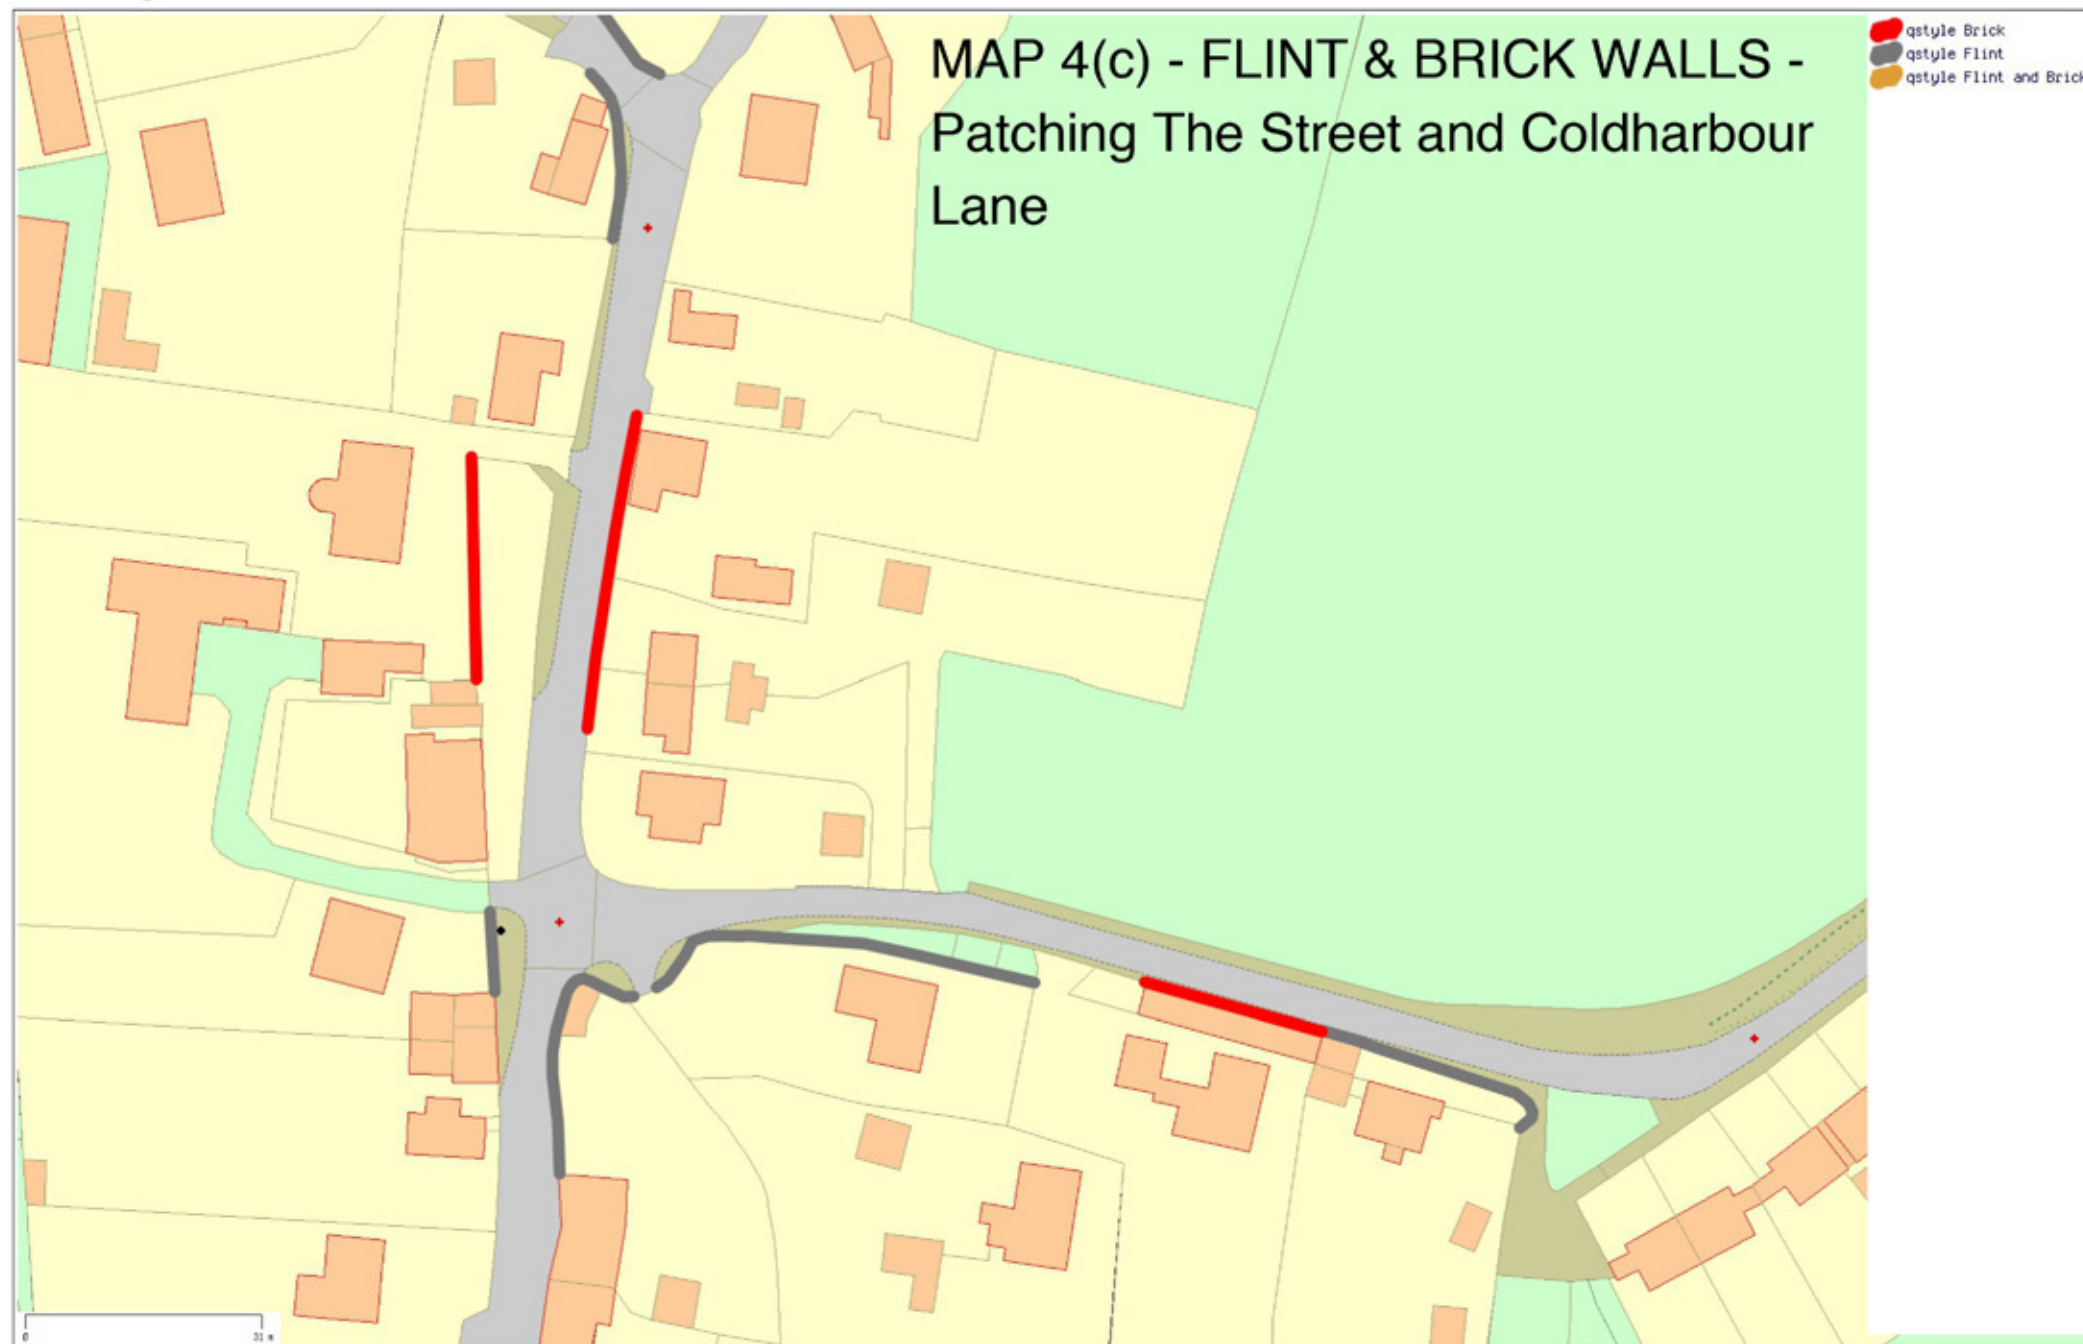 MAP 4(c) - FLINT & BRICK WALLS -
Patching The Street and Coldharbour
Lane
qstyle Brick
qstyle Flint
qstyle Flint and Brick
0
31 m